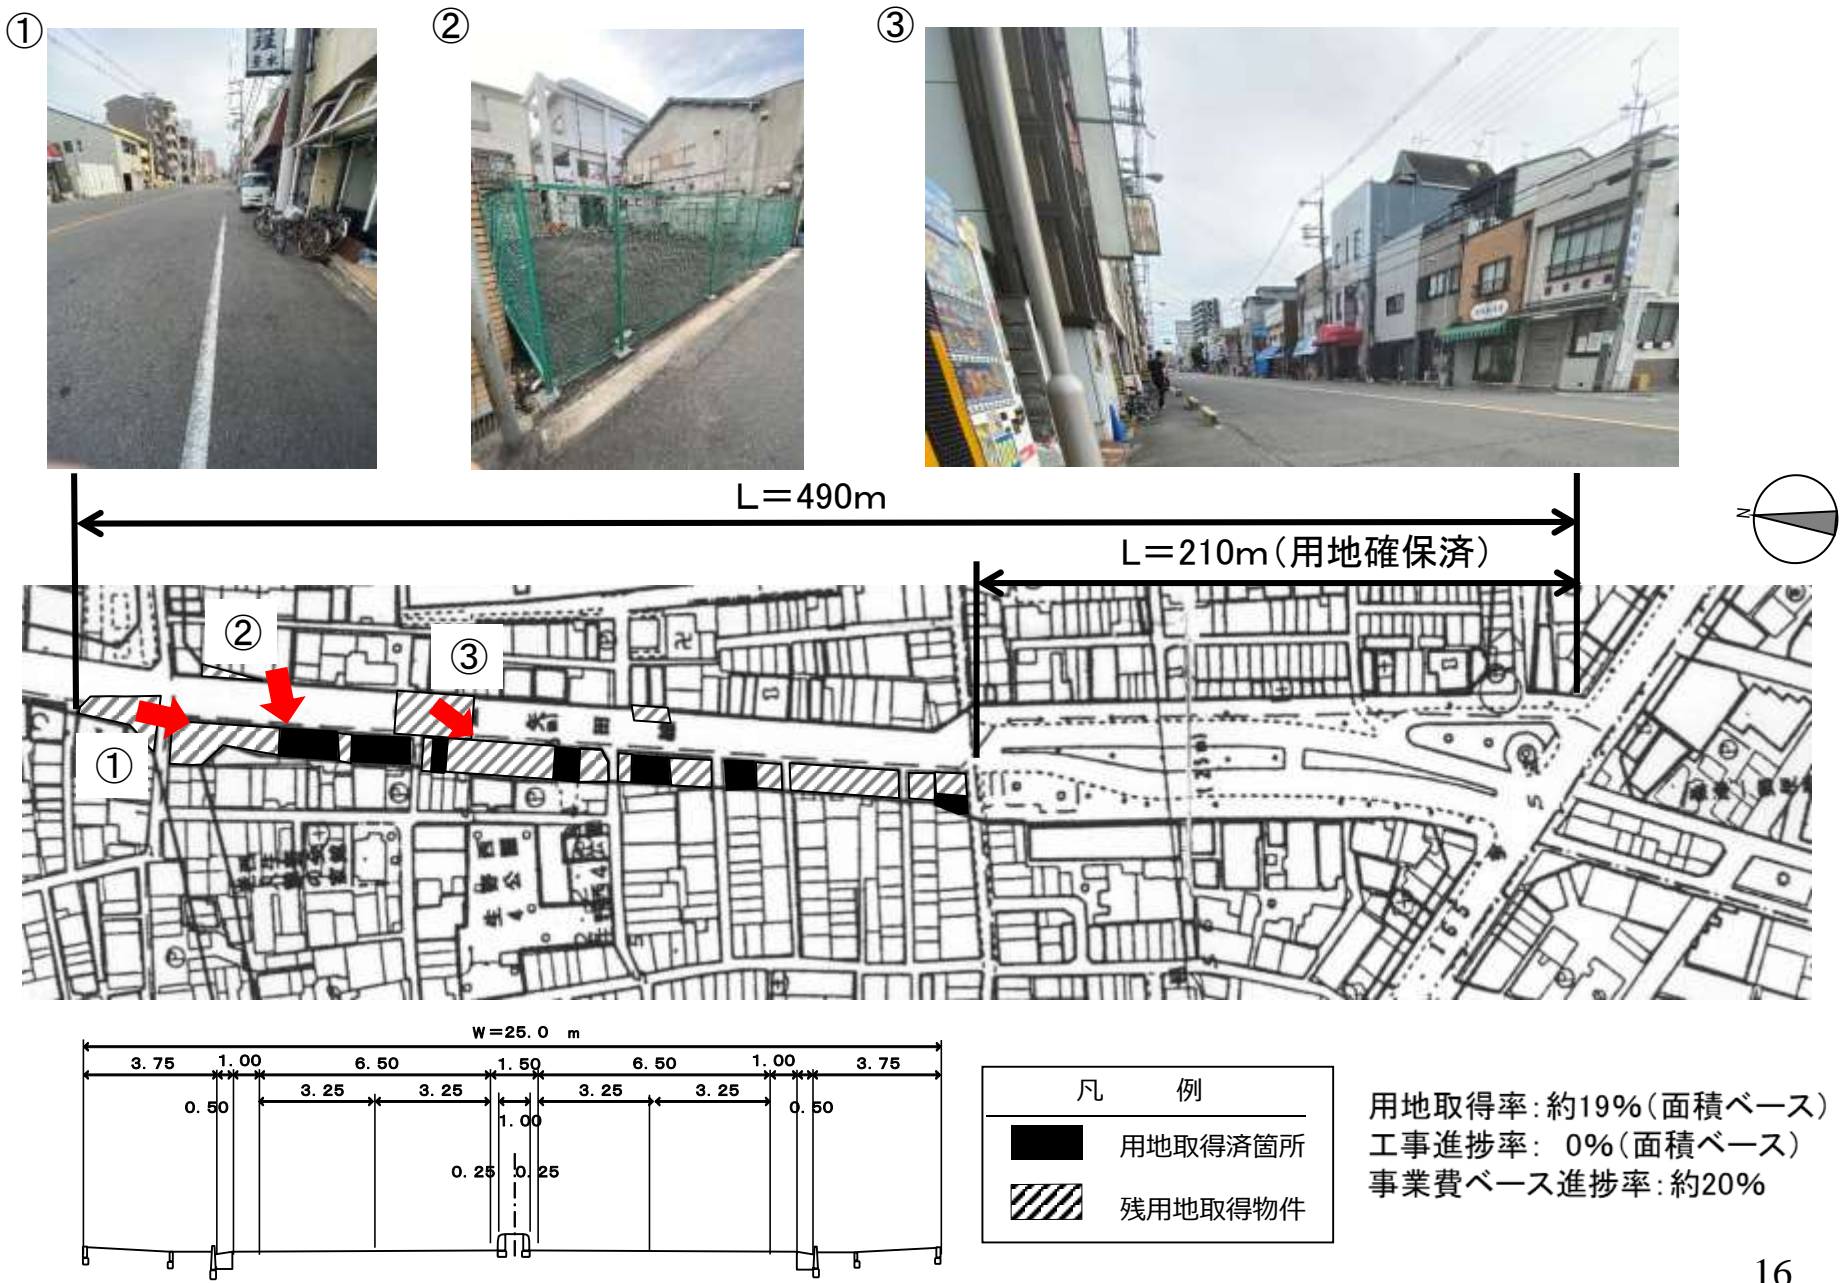 ① ② ③
L=490m
N
L=210m(用地確保済)
②
③
①
W=25.0 m
3.75 1.00 6.50 1.50 6.50 1.00 3.75
0.50 3.25 3.25 1.00 3.25 3.25 0.50
0.25 0.25
凡 例
用地取得済箇所
残用地取得物件
用地取得率:約19%(面積ベース)
工事進捗率: 0%(面積ベース)
事業費ベース進捗率:約20%
16